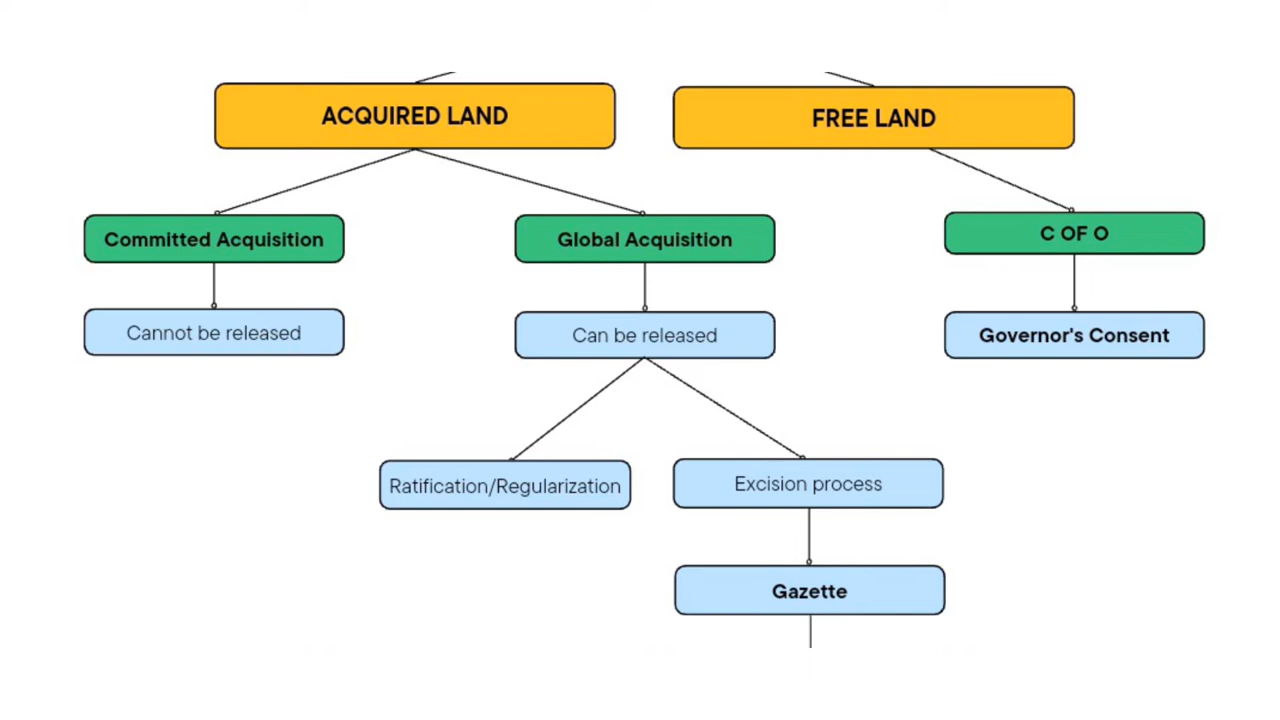 ACQUIRED LAND
FREE LAND
Committed Acquisition
Global Acquisition
C OF O
Cannot be released
Can be released
Governor's Consent
Ratification/Regularization
Excision process
Gazette